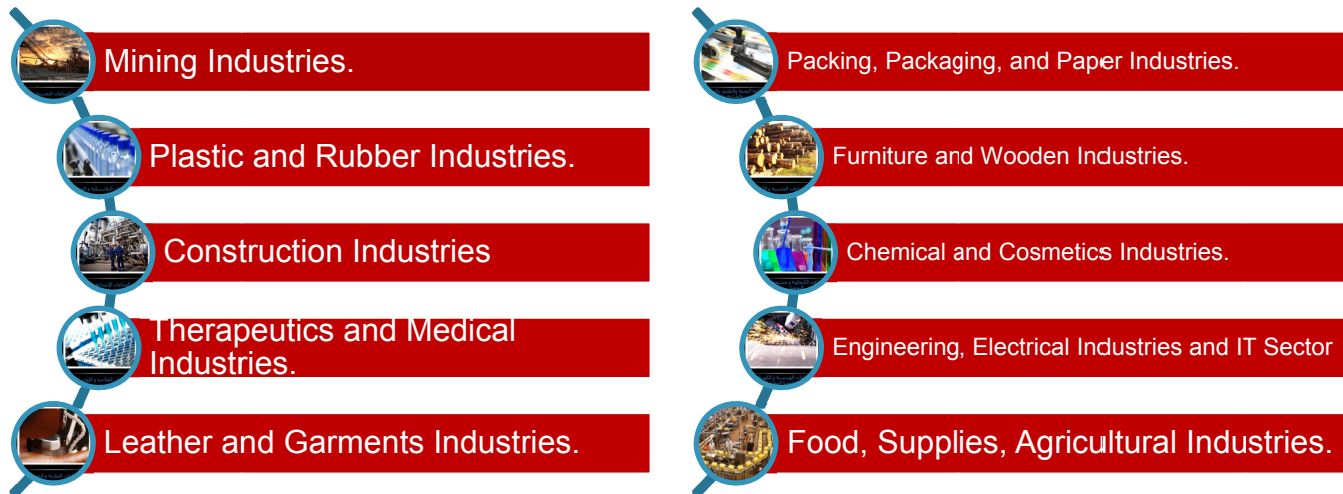 Mining Industries.
Plastic and Rubber Industries.
Construction Industries
Therapeutics and Medical
Industries.
Leather and Garments Industries.
Packing, Packaging, and Paper Industries.
Furniture and Wooden Industries.
Chemical and Cosmetics Industries.
Engineering, Electrical Industries and IT Sector
Food, Supplies, Agricultural Industries.